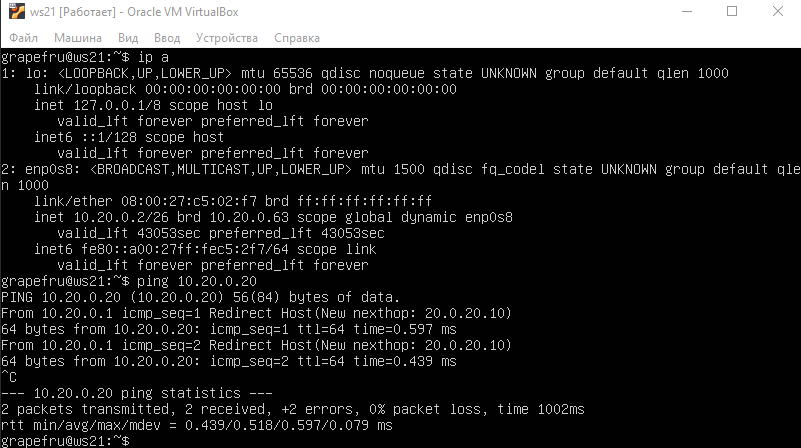 ws21 [Работает] - Oracle VM VirtualBox
Файл Машина Вид Ввод Устройства Справка
grapefru@ws21:~$ ip a
1: lo: <LOOPBACK,UP,LOWER_UP> mtu 65536 qdisc noqueue state UNKNOWN group default qlen 1000
    link/loopback 00:00:00:00:00:00 brd 00:00:00:00:00:00
    inet 127.0.0.1/8 scope host lo
       valid_lft forever preferred_lft forever
    inet6 ::1/128 scope host
       valid_lft forever preferred_lft forever
2: enp0s8: <BROADCAST,MULTICAST,UP,LOWER_UP> mtu 1500 qdisc fq_codel state UNKNOWN group default qle
n 1000
    link/ether 08:00:27:c5:02:f7 brd ff:ff:ff:ff:ff:ff
    inet 10.20.0.2/26 brd 10.20.0.63 scope global dynamic enp0s8
       valid_lft 43053sec preferred_lft 43053sec
    inet6 fe80::a00:27ff:fec5:2f7/64 scope link
       valid_lft forever preferred_lft forever
grapefru@ws21:~$ ping 10.20.0.20
PING 10.20.0.20 (10.20.0.20) 56(84) bytes of data.
From 10.20.0.1 icmp_seq=1 Redirect Host(New nexthop: 20.0.20.10)
64 bytes from 10.20.0.20: icmp_seq=1 ttl=64 time=0.597 ms
From 10.20.0.1 icmp_seq=2 Redirect Host(New nexthop: 20.0.20.10)
64 bytes from 10.20.0.20: icmp_seq=2 ttl=64 time=0.439 ms
^C
--- 10.20.0.20 ping statistics ---
2 packets transmitted, 2 received, +2 errors, 0% packet loss, time 1002ms
rtt min/avg/max/mdev = 0.439/0.518/0.597/0.079 ms
grapefru@ws21:~$